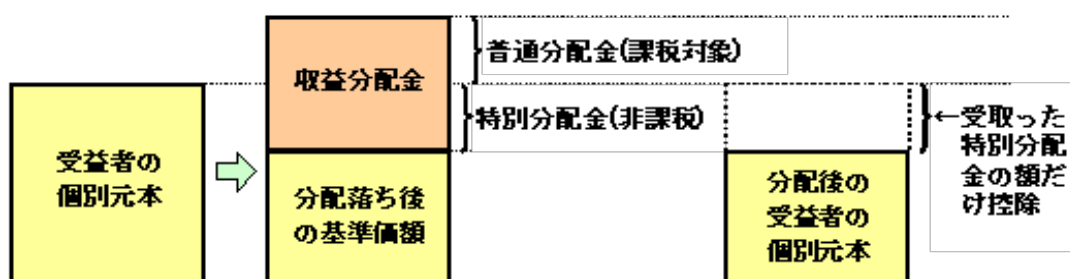 受益者の
個別元本
収益分配金
分配落ち後
の基準価額
普通分配金(課税対象)
特別分配金(非課税)
分配後の
受益者の
個別元本
←受取った
特別分配
金の額だ
け控除